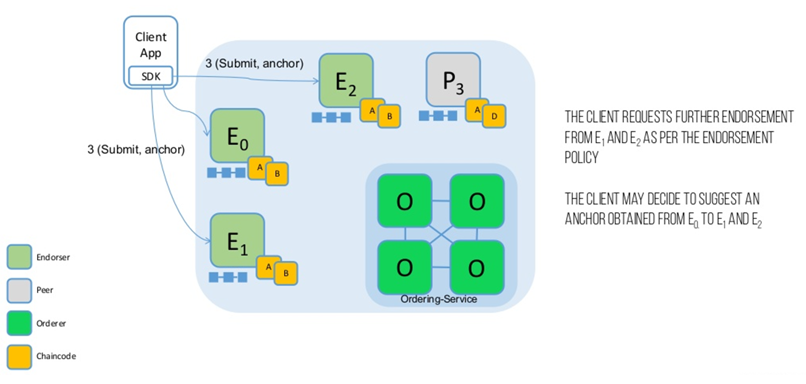 Client
App
SDK
3 (Submit, anchor)
E2
A
B
P3
A
D
E0
A
B
3 (Submit, anchor)
E1
A
B
O
O
O
O
Ordering-Service
THE CLIENT REQUESTS FURTHER ENDORSEMENT
FROM E1 AND E2 AS PER THE ENDORSEMENT
POLICY
THE CLIENT MAY DECIDE TO SUGGEST AN
ANCHOR OBTAINED FROM E0 TO E1 AND E2
Endorser
Peer
Orderer
Chaincode